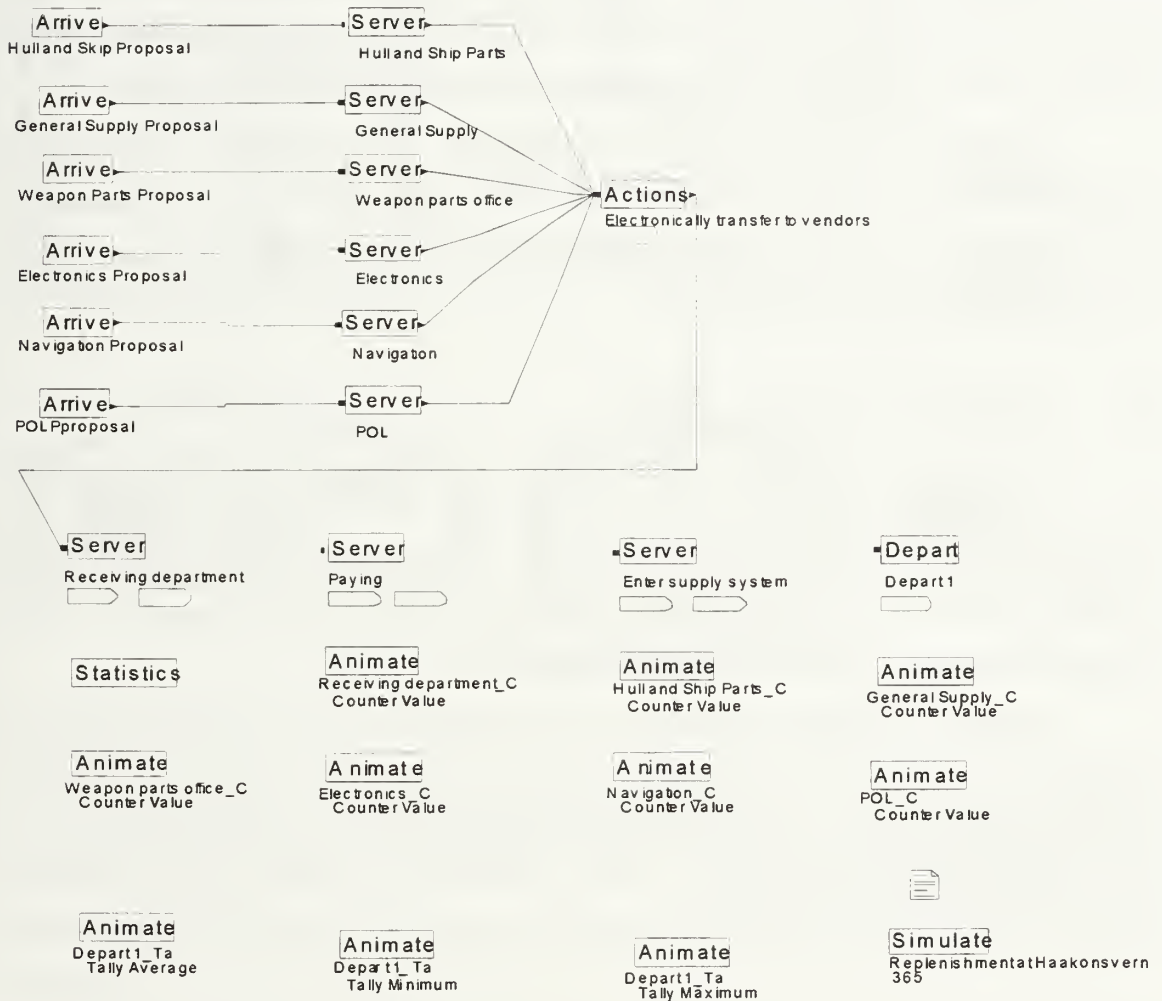 Arrive Server
Hulland Skip Proposal Hulland Ship Parts
Arrive Server
General Supply Proposal General Supply
Arrive Server
Weapon Parts Proposal Weapon parts office
Actions
Electronically transfer to vendors
Arrive Server
Electronics Proposal Electronics
Arrive Server
Navigation Proposal Navigation
Arrive Server
POLPproposal POL
Server Server Server Depart
Receiving department Paying Enter supply system Depart1
Statistics Animate Animate Animate
Receiving department_C Hulland Ship Parts_C General Supply_C
Counter Value Counter Value Counter Value
Animate Animate Animate Animate
Weapon parts office_C Electronics_C Navigation_C POL_C
Counter Value Counter Value Counter Value Counter Value
Animate Animate Animate Simulate
Depart1_Ta Depart1_Ta Depart1_Ta ReplenishmentatHaakonsvern
Tally Average Tally Minimum Tally Maximum 365